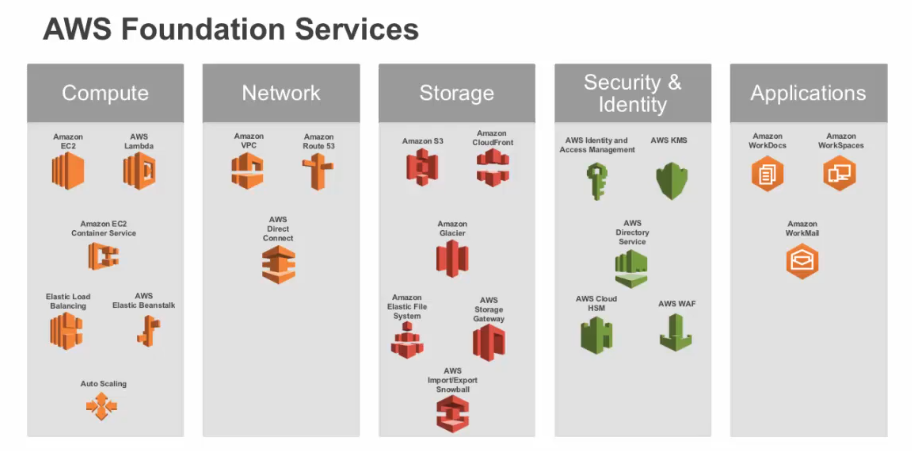 AWS Foundation Services
Compute
Amazon
EC2
AWS
Lambda
Amazon EC2
Container Service
Elastic Load
Balancing
AWS
Elastic Beanstalk
Auto Scaling
Network
Amazon
VPC
Amazon
Route 53
AWS
Direct
Connect
Storage
Amazon S3
Amazon
CloudFront
Amazon
Glacier
Amazon
Elastic File
System
AWS
Storage
Gateway
AWS
Import/Export
Snowball
Security &
Identity
AWS Identity and
Access Management
AWS KMS
AWS
Directory
Service
AWS Cloud
HSM
AWS WAF
Applications
Amazon
WorkDocs
Amazon
WorkSpaces
Amazon
WorkMail